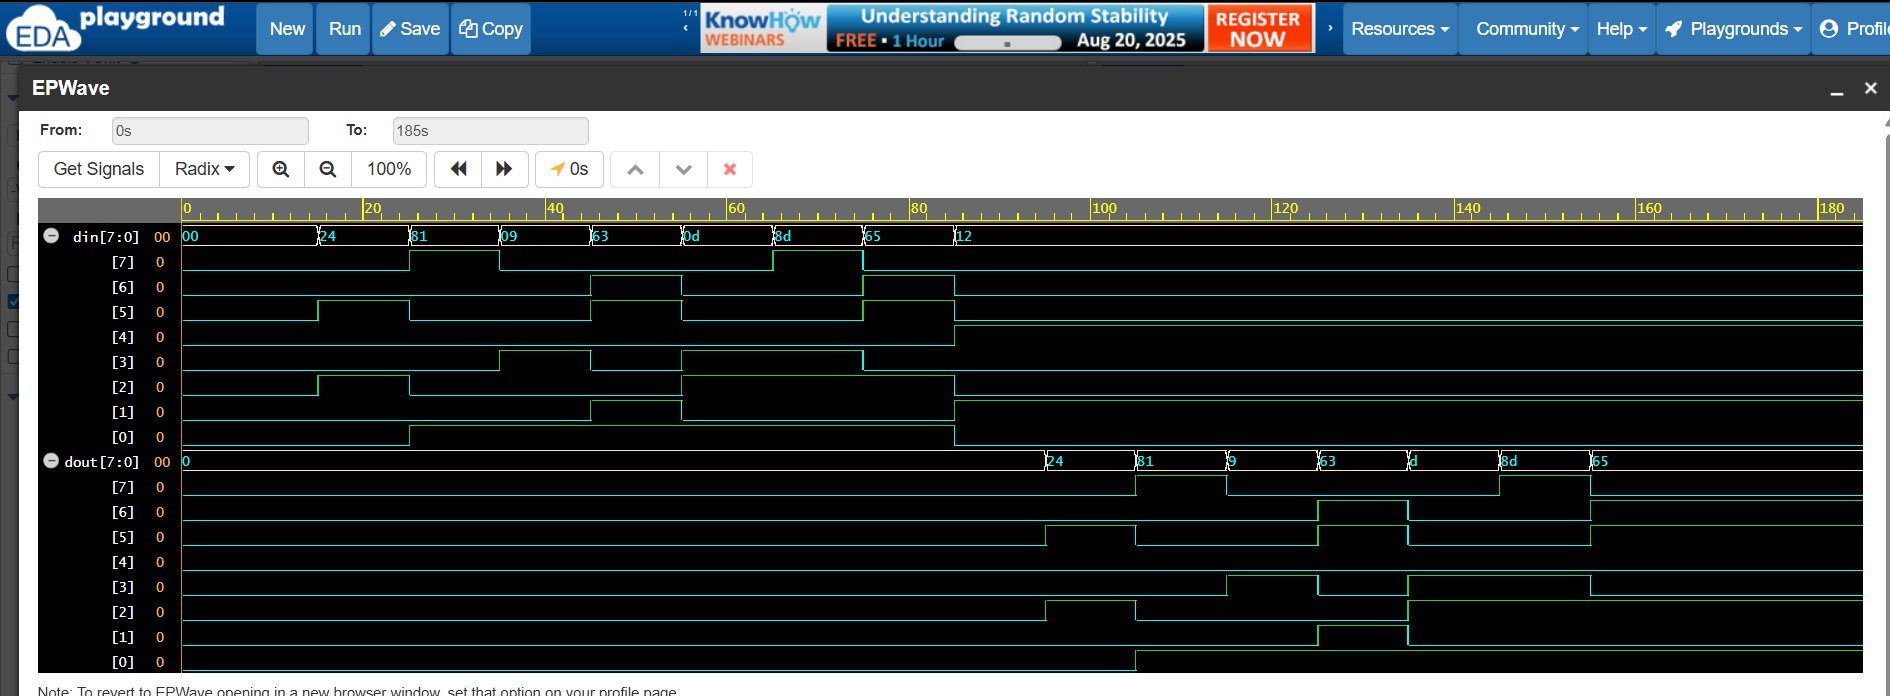 EDA playground
New Run Save Copy
1/1
KnowHow WEBINARS
Understanding Random Stability
FREE • 1 Hour Aug 20, 2025
REGISTER NOW
Resources Community Help Playgrounds Profile
EPWave
From: 0s To: 185s
Get Signals Radix 100% 0s
0 20 40 60 80 100 120 140 160 180
din[7:0] 00 00 24 81 09 63 0d 8d 65 12
[7] 0
[6] 0
[5] 0
[4] 0
[3] 0
[2] 0
[1] 0
[0] 0
dout[7:0] 00 0 24 81 9 63 d 8d 65
[7] 0
[6] 0
[5] 0
[4] 0
[3] 0
[2] 0
[1] 0
[0] 0
Note: To revert to EPWave opening in a new browser window, set that option on your profile page.